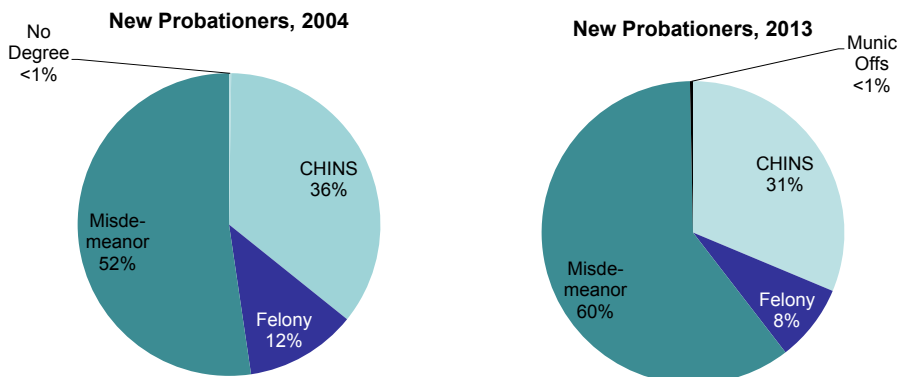 New Probationers, 2004
No
Degree
<1%
CHINS
36%
Misde-
meanor
52%
Felony
12%
New Probationers, 2013
Munic
Offs
<1%
CHINS
31%
Misde-
meanor
60%
Felony
8%